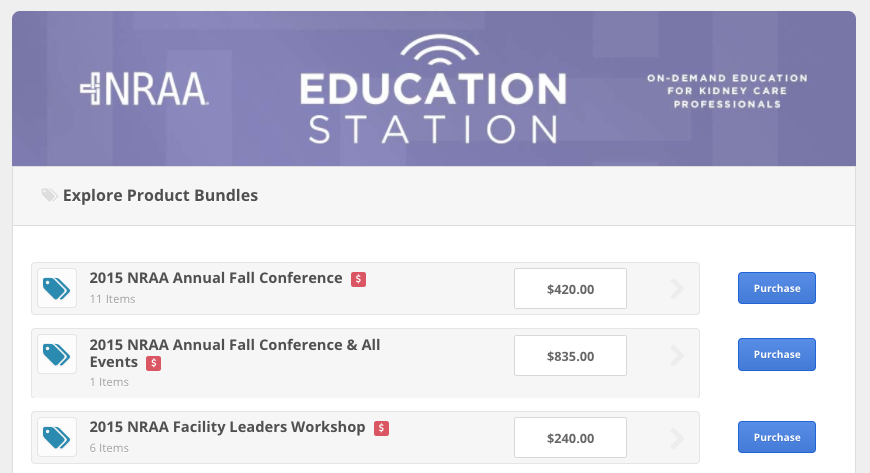 NRAA
EDUCATION
STATION
ON-DEMAND EDUCATION
FOR KIDNEY CARE
PROFESSIONALS
Explore Product Bundles
2015 NRAA Annual Fall Conference $
11 Items
$420.00
Purchase
2015 NRAA Annual Fall Conference & All
Events $
1 Items
$835.00
Purchase
2015 NRAA Facility Leaders Workshop $
6 Items
$240.00
Purchase